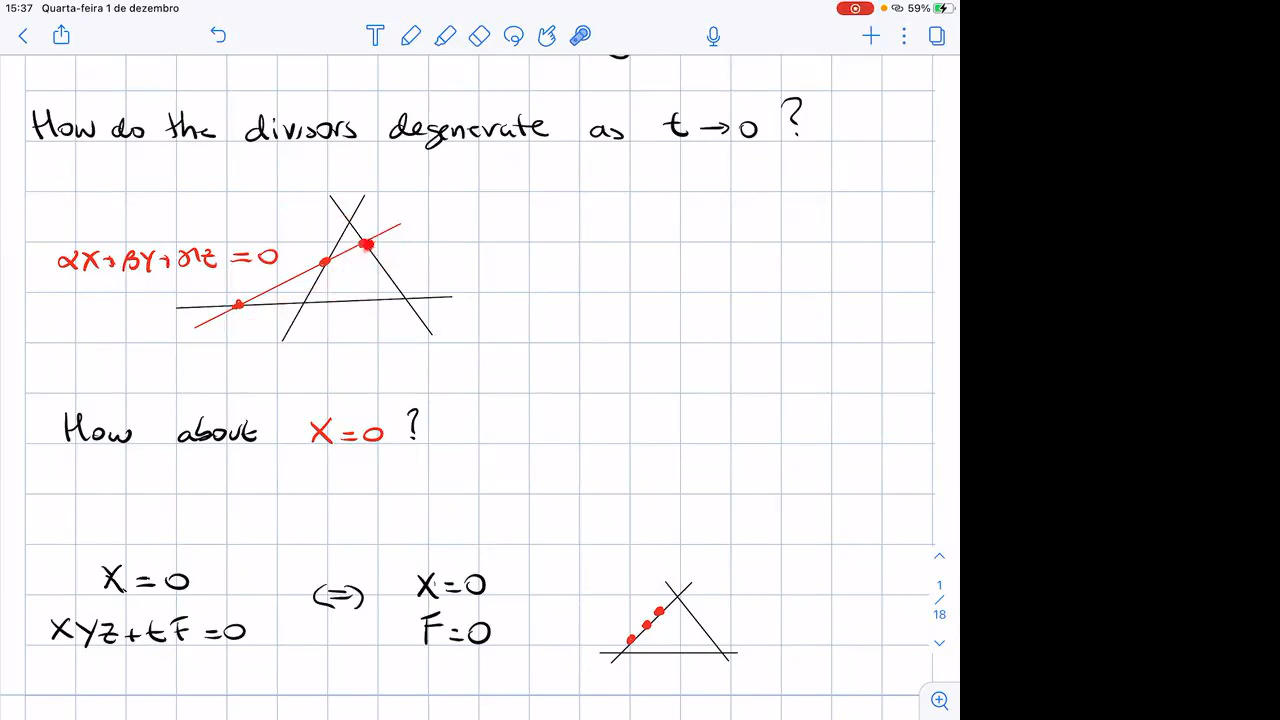 15:37 Quarta-feira 1 de dezembro 59%
How do the divisors degenerate as t → 0 ?
αX+βY+γZ = 0
How about X = 0 ?
X = 0 (=) X = 0
XYZ + tF = 0 F = 0
1
/
18